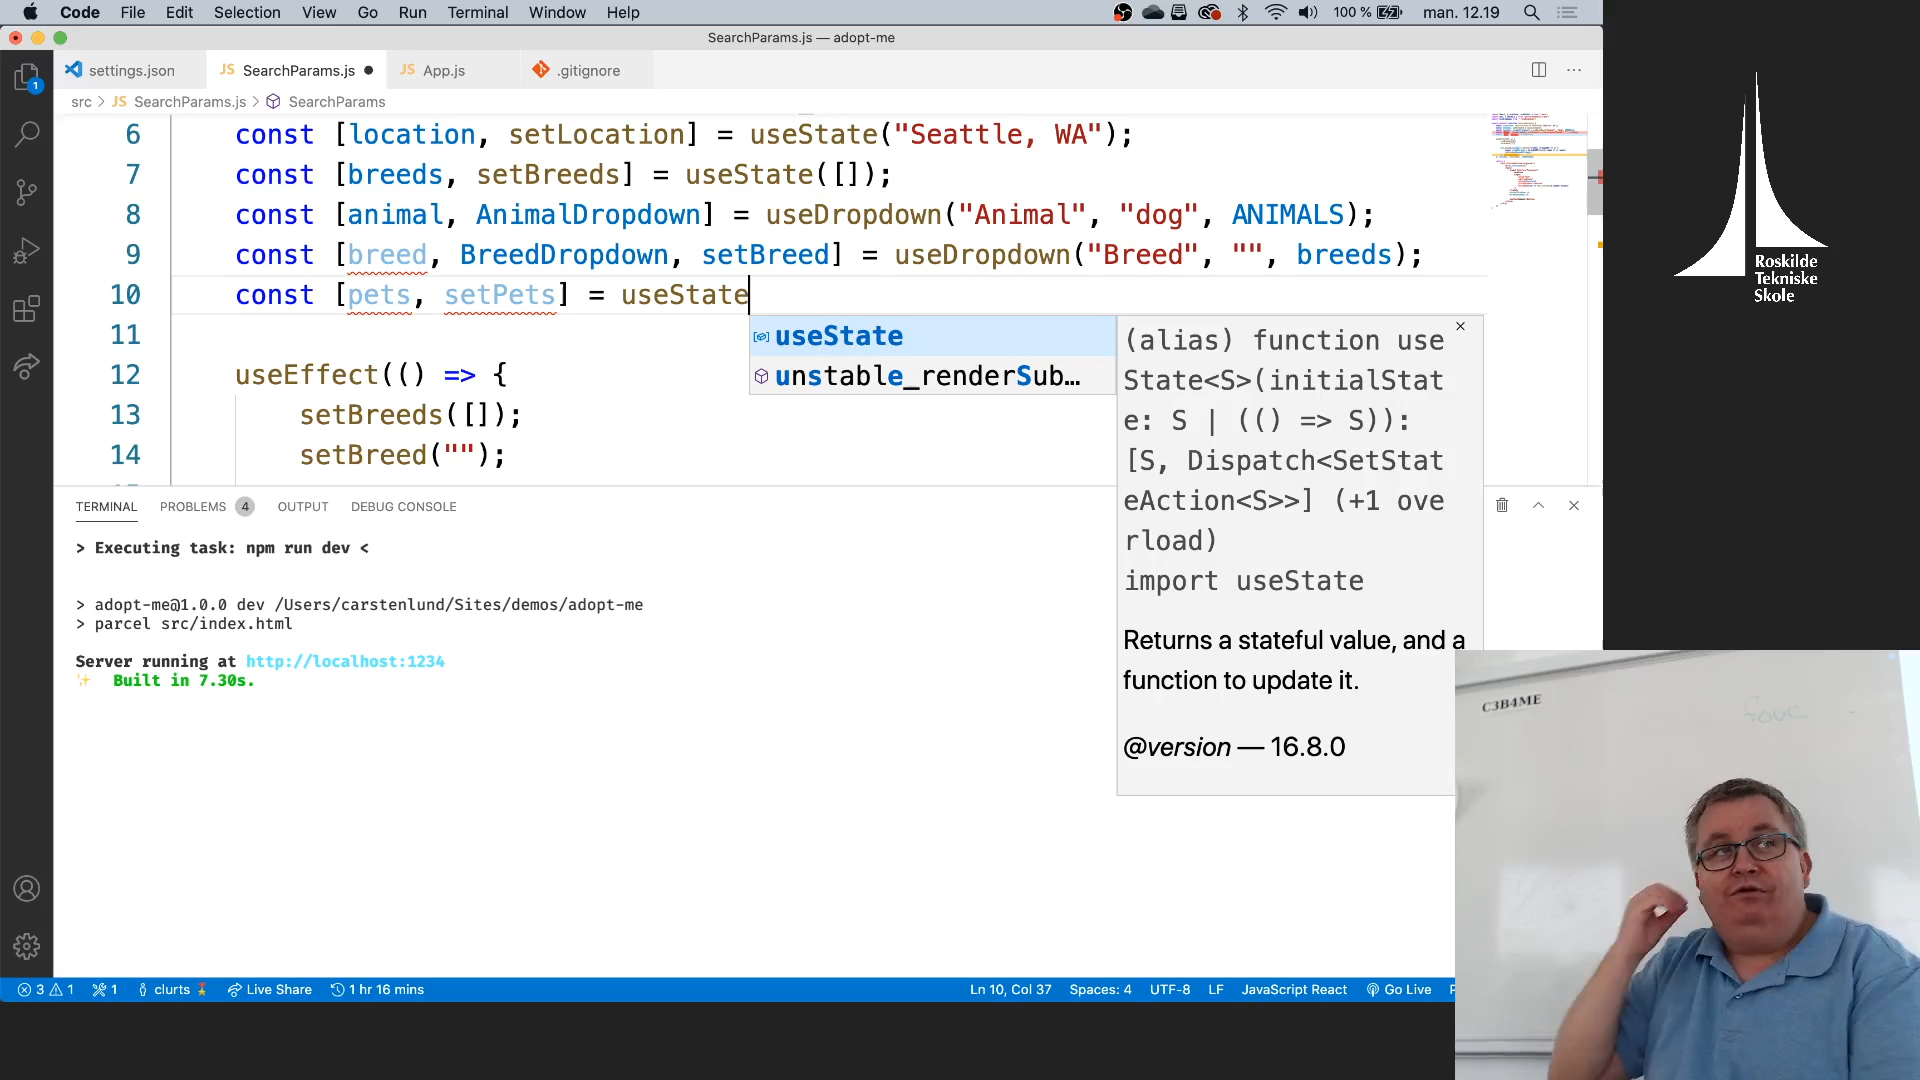 Code File Edit Selection View Go Run Terminal Window Help 100 % man. 12.19
SearchParams.js — adopt-me
settings.json JS SearchParams.js JS App.js .gitignore
src > JS SearchParams.js > SearchParams
6 const [location, setLocation] = useState("Seattle, WA");
7 const [breeds, setBreeds] = useState([]);
8 const [animal, AnimalDropdown] = useDropdown("Animal", "dog", ANIMALS);
9 const [breed, BreedDropdown, setBreed] = useDropdown("Breed", "", breeds);
10 const [pets, setPets] = useState
11
12 useEffect(() => {
13 setBreeds([]);
14 setBreed("");
useState
unstable_renderSub…
(alias) function use
State<S>(initialStat
e: S | (() => S)):
[S, Dispatch<SetStat
eAction<S>>] (+1 ove
rload)
import useState
Returns a stateful value, and a
function to update it.
@version — 16.8.0
TERMINAL PROBLEMS 4 OUTPUT DEBUG CONSOLE
> Executing task: npm run dev <
> adopt-me@1.0.0 dev /Users/carstenlund/Sites/demos/adopt-me
> parcel src/index.html
Server running at http://localhost:1234
✨ Built in 7.30s.
1
3 1 1 clurts Live Share 1 hr 16 mins Ln 10, Col 37 Spaces: 4 UTF-8 LF JavaScript React Go Live
Roskilde
Tekniske
Skole
C3B4ME